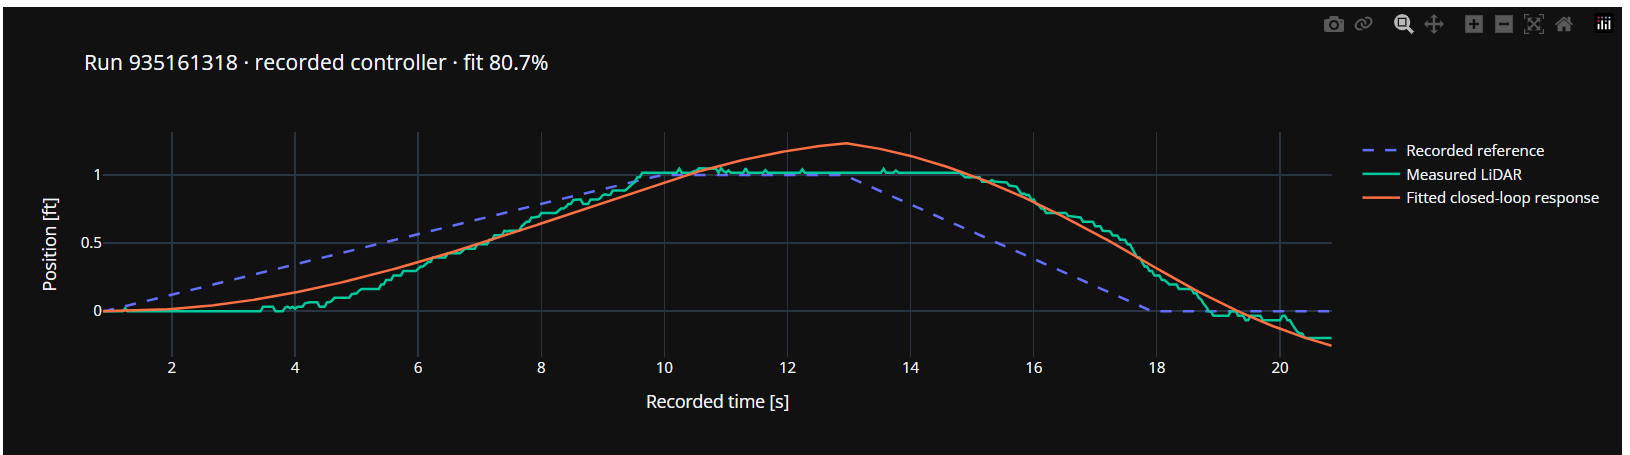 Run 935161318 · recorded controller · fit 80.7%
Recorded reference
Measured LiDAR
Fitted closed-loop response
Position [ft]
1
0.5
0
2 4 6 8 10 12 14 16 18 20
Recorded time [s]